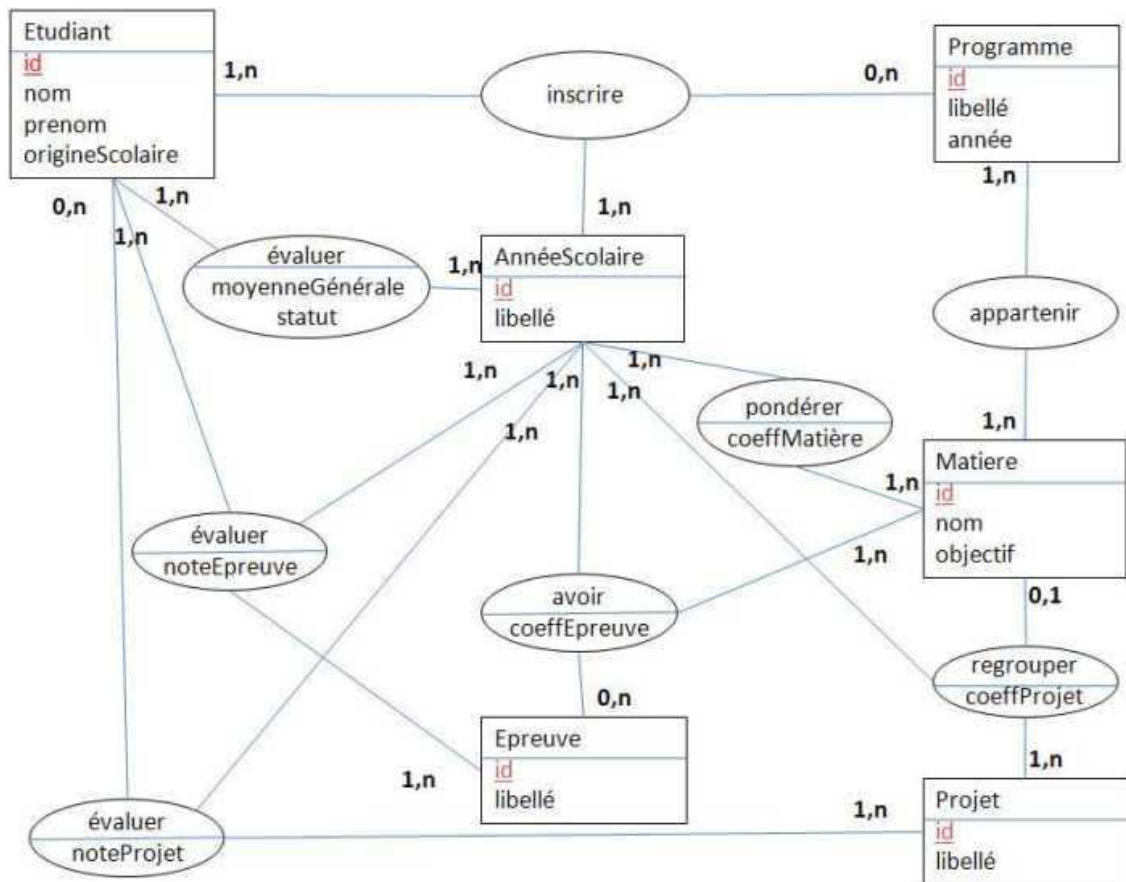 Etudiant
id
nom
prenom
origineScolaire
1,n
inscrire
0,n
Programme
id
libellé
année
0,n
1,n
1,n
1,n
1,n
évaluer
moyenneGénérale
statut
1,n
AnnéeScolaire
id
libellé
appartenir
1,n
1,n
1,n
1,n
1,n
pondérer
coeffMatière
1,n
1,n
Matiere
id
nom
objectif
évaluer
noteEpreuve
1,n
avoir
coeffEpreuve
0,1
regrouper
coeffProjet
0,n
Epreuve
id
libellé
1,n
1,n
évaluer
noteProjet
1,n
Projet
id
libellé